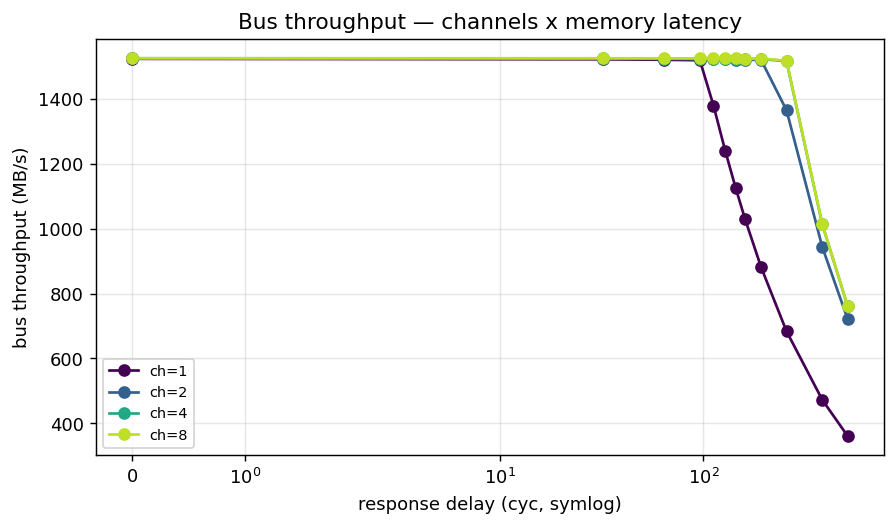 Bus throughput — channels x memory latency
bus throughput (MB/s)
1400
1200
1000
800
600
400
ch=1
ch=2
ch=4
ch=8
0
10⁰
10¹
10²
response delay (cyc, symlog)